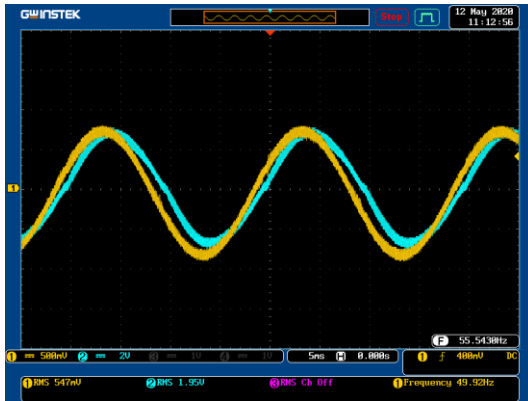 GWINSTEK Stop 12 May 2020
11:12:56
1
F 55.5430Hz
1 500mV 2 2V 3 1V 4 1V 5ms H 0.000s 1 400mV DC
1 RMS 547mV 2 RMS 1.95V 3 RMS Ch Off 1 Frequency 49.92Hz